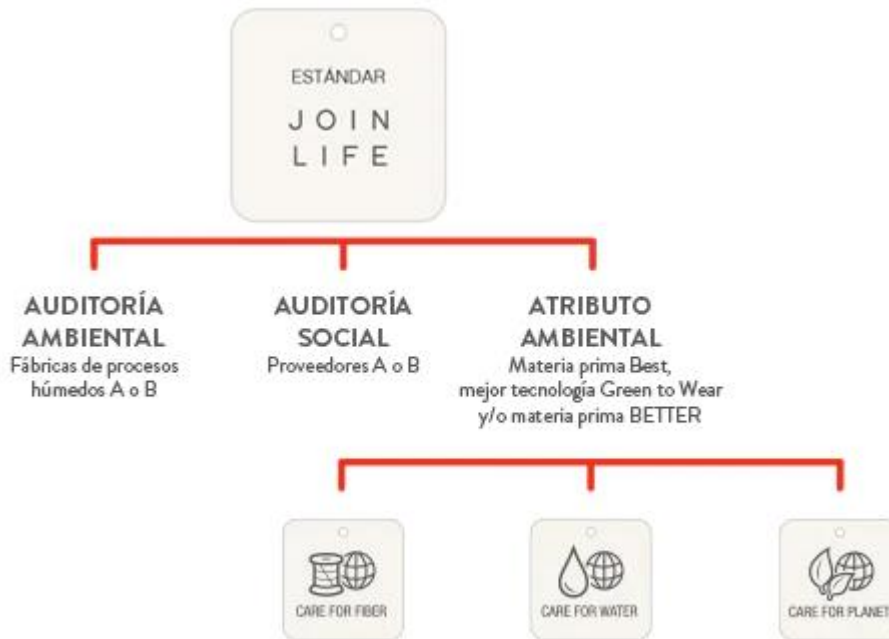 ESTÁNDAR
JOIN
LIFE
AUDITORÍA
AMBIENTAL
Fábricas de procesos
húmedos A o B
AUDITORÍA
SOCIAL
Proveedores A o B
ATRIBUTO
AMBIENTAL
Materia prima Best,
mejor tecnología Green to Wear
y/o materia prima BETTER
CARE FOR FIBER
CARE FOR WATER
CARE FOR PLANET